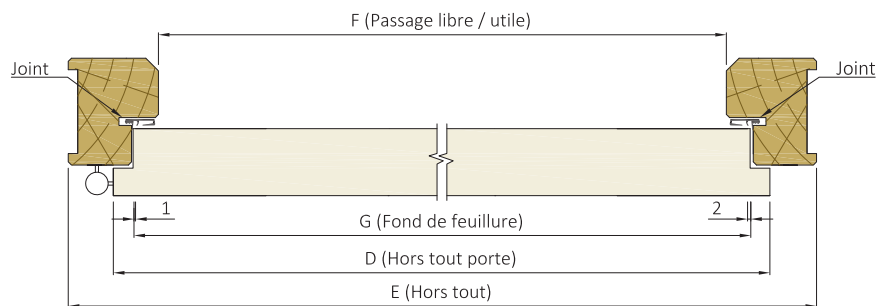 F (Passage libre / utile)
Joint
Joint
1
2
G (Fond de feuillure)
D (Hors tout porte)
E (Hors tout)